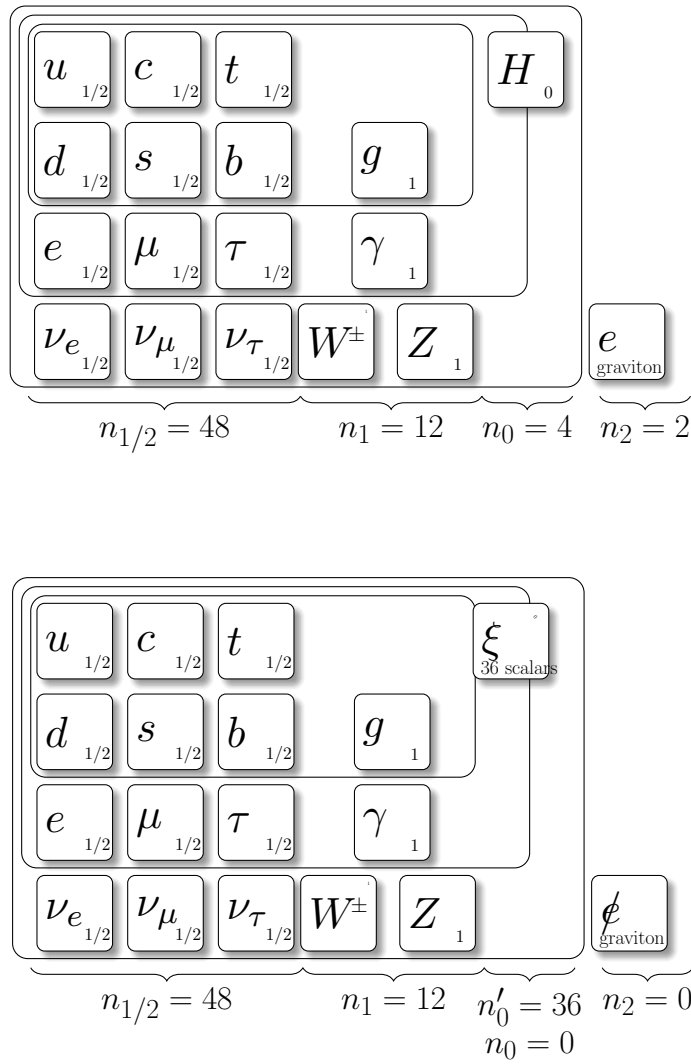 u 1/2 c 1/2 t 1/2 H 0
d 1/2 s 1/2 b 1/2 g 1
e 1/2 μ 1/2 τ 1/2 γ 1
ν_e 1/2 ν_μ 1/2 ν_τ 1/2 W± Z 1 e graviton
n_{1/2} = 48 n_1 = 12 n_0 = 4 n_2 = 2
u 1/2 c 1/2 t 1/2 ξ 36 scalars
d 1/2 s 1/2 b 1/2 g 1
e 1/2 μ 1/2 τ 1/2 γ 1
ν_e 1/2 ν_μ 1/2 ν_τ 1/2 W± Z 1 e̸ graviton
n_{1/2} = 48 n_1 = 12 n′_0 = 36 n_2 = 0
n_0 = 0